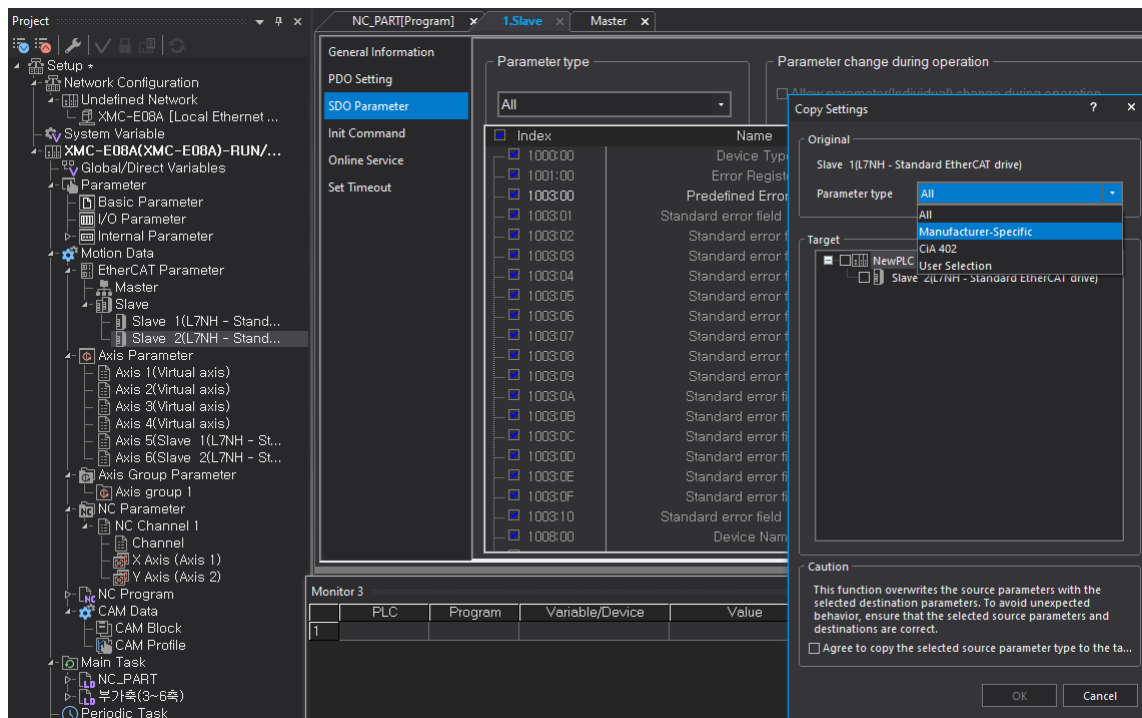 Project
Setup *
Network Configuration
Undefined Network
XMC-E08A [Local Ethernet ...
System Variable
XMC-E08A(XMC-E08A)-RUN/...
Global/Direct Variables
Parameter
Basic Parameter
I/O Parameter
Internal Parameter
Motion Data
EtherCAT Parameter
Master
Slave
Slave 1(L7NH - Stand...
Slave 2(L7NH - Stand...
Axis Parameter
Axis 1(Virtual axis)
Axis 2(Virtual axis)
Axis 3(Virtual axis)
Axis 4(Virtual axis)
Axis 5(Slave 1(L7NH - St...
Axis 6(Slave 2(L7NH - St...
Axis Group Parameter
Axis group 1
NC Parameter
NC Channel 1
Channel
X Axis (Axis 1)
Y Axis (Axis 2)
NC Program
CAM Data
CAM Block
CAM Profile
Main Task
NC_PART
부가축(3~6축)
Periodic Task
NC_PART[Program] 1.Slave Master
General Information
PDO Setting
SDO Parameter
Init Command
Online Service
Set Timeout
Parameter type
All
Parameter change during operation
Allow parameter(Individual) change during operation
Index Name
1000:00 Device Type
1001:00 Error Regist
1003:00 Predefined Error
1003:01 Standard error field
1003:02 Standard error f
1003:03 Standard error f
1003:04 Standard error f
1003:05 Standard error f
1003:06 Standard error f
1003:07 Standard error f
1003:08 Standard error f
1003:09 Standard error f
1003:0A Standard error fi
1003:0B Standard error fi
1003:0C Standard error fi
1003:0D Standard error fi
1003:0E Standard error fi
1003:0F Standard error fi
1003:10 Standard error field
1008:00 Device Nam
Copy Settings
Original
Slave 1(L7NH - Standard EtherCAT drive)
Parameter type All
All
Manufacturer-Specific
CiA 402
User Selection
Target
NewPLC
Slave 2(L7NH - Standard EtherCAT drive)
Caution
This function overwrites the source parameters with the
selected destination parameters. To avoid unexpected
behavior, ensure that the selected source parameters and
destinations are correct.
Agree to copy the selected source parameter type to the ta...
OK Cancel
Monitor 3
PLC Program Variable/Device Value
1